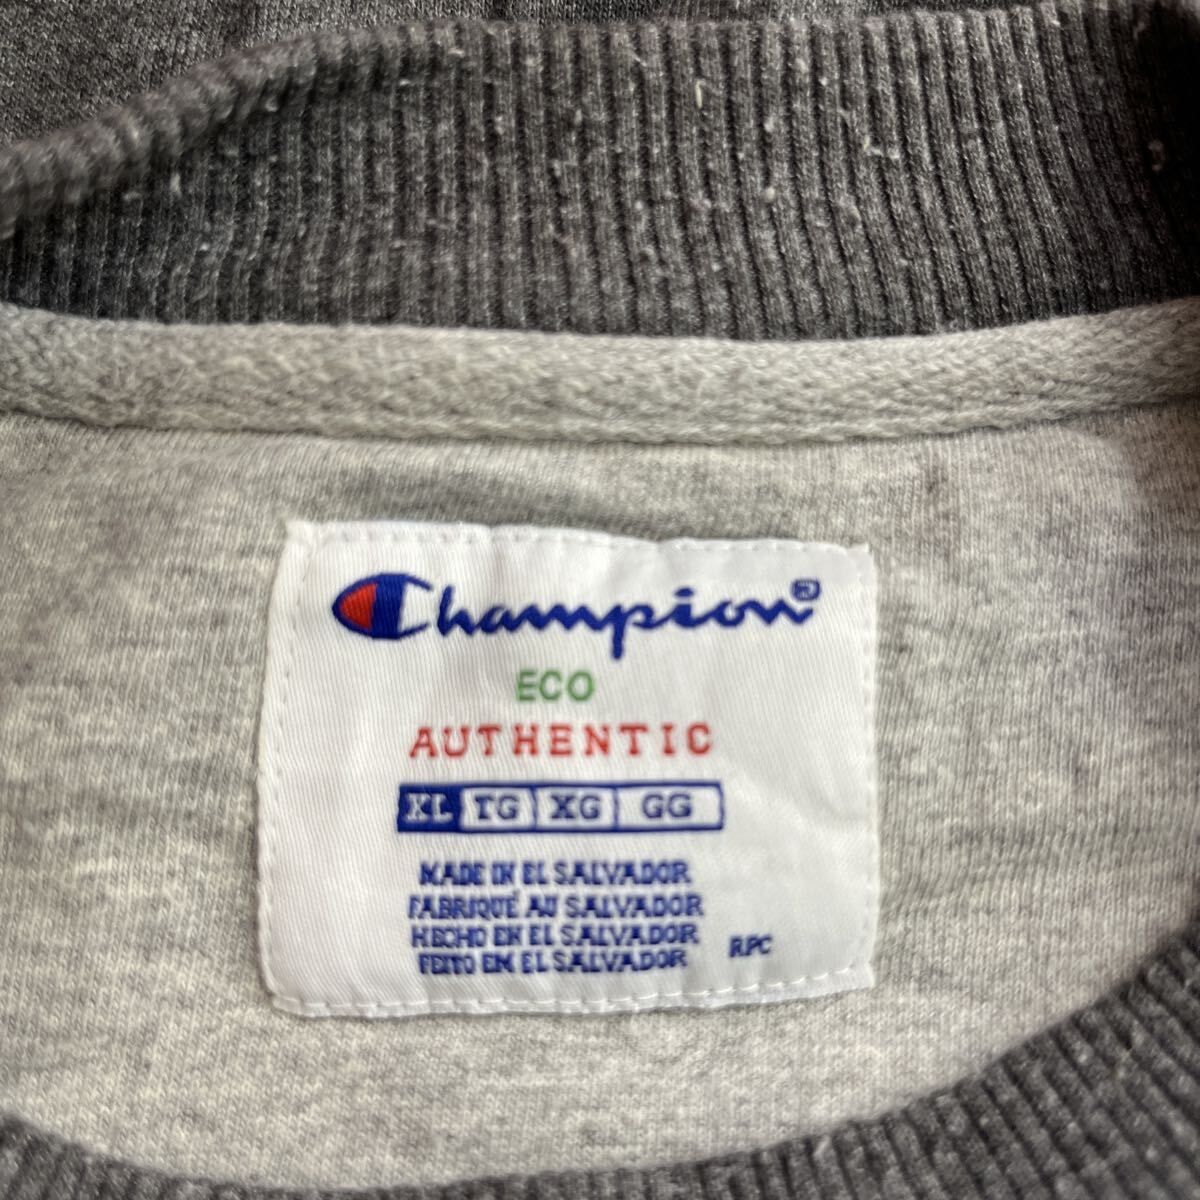 Champion®
ECO
AUTHENTIC
XL TG XG GG
MADE IN EL SALVADOR
FABRIQUÉ AU SALVADOR
HECHO EN EL SALVADOR
FEITO EM EL SALVADOR
RPC